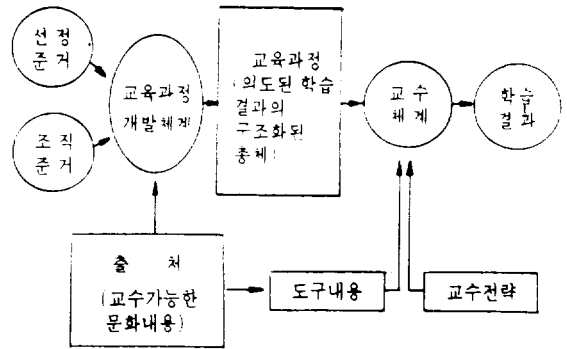 선 정
준 거
조 직
준 거
교육과정
개발체계
교육과정
(의도된 학습
결과의
구조화된
총체)
교 수
체 계
학 습
결 과
출 처
(교수가능한
문화내용)
도구내용
교수전략